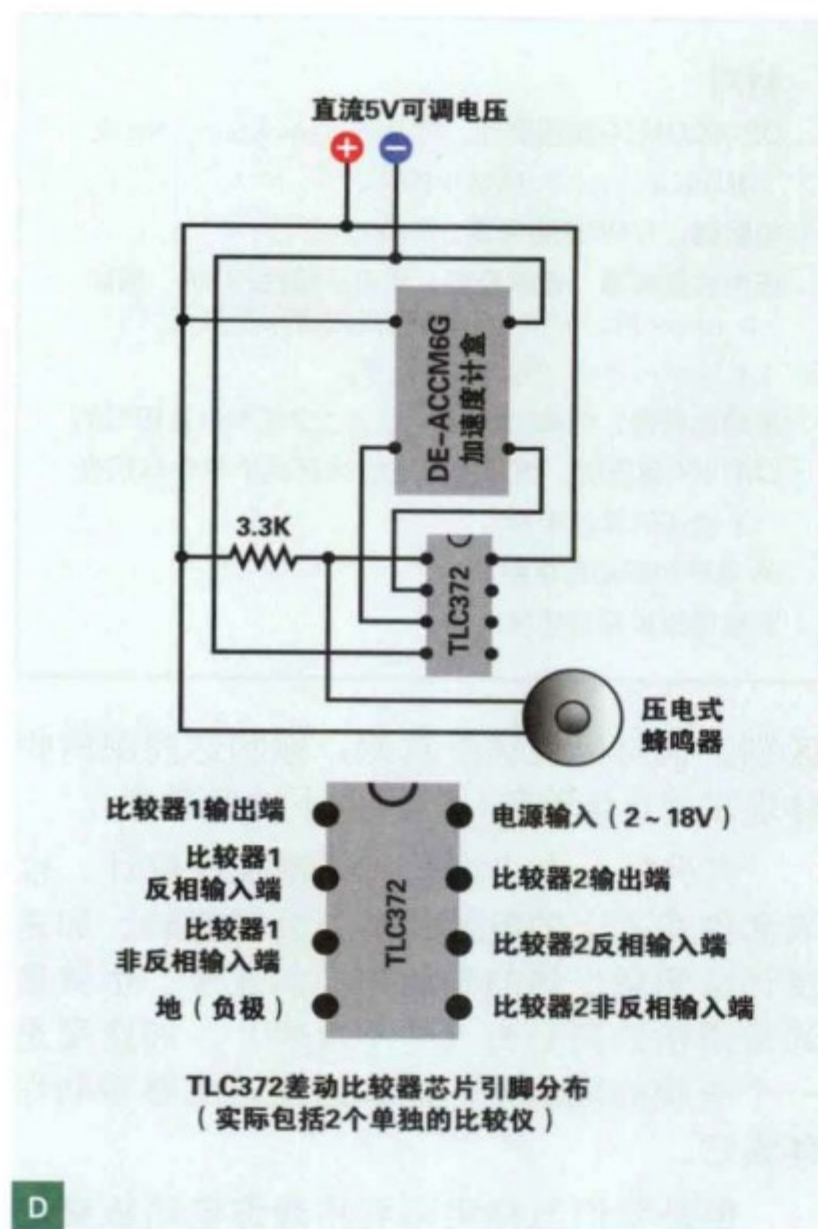 直流5V可调电压
DE-ACCM6G
加速度计盒
3.3K
TLC372
压电式
蜂鸣器
比较器1输出端
电源输入（2~18V）
比较器1
反相输入端
比较器2输出端
比较器1
非反相输入端
TLC372
比较器2反相输入端
地（负极）
比较器2非反相输入端
TLC372差动比较器芯片引脚分布
（实际包括2个单独的比较仪）
D